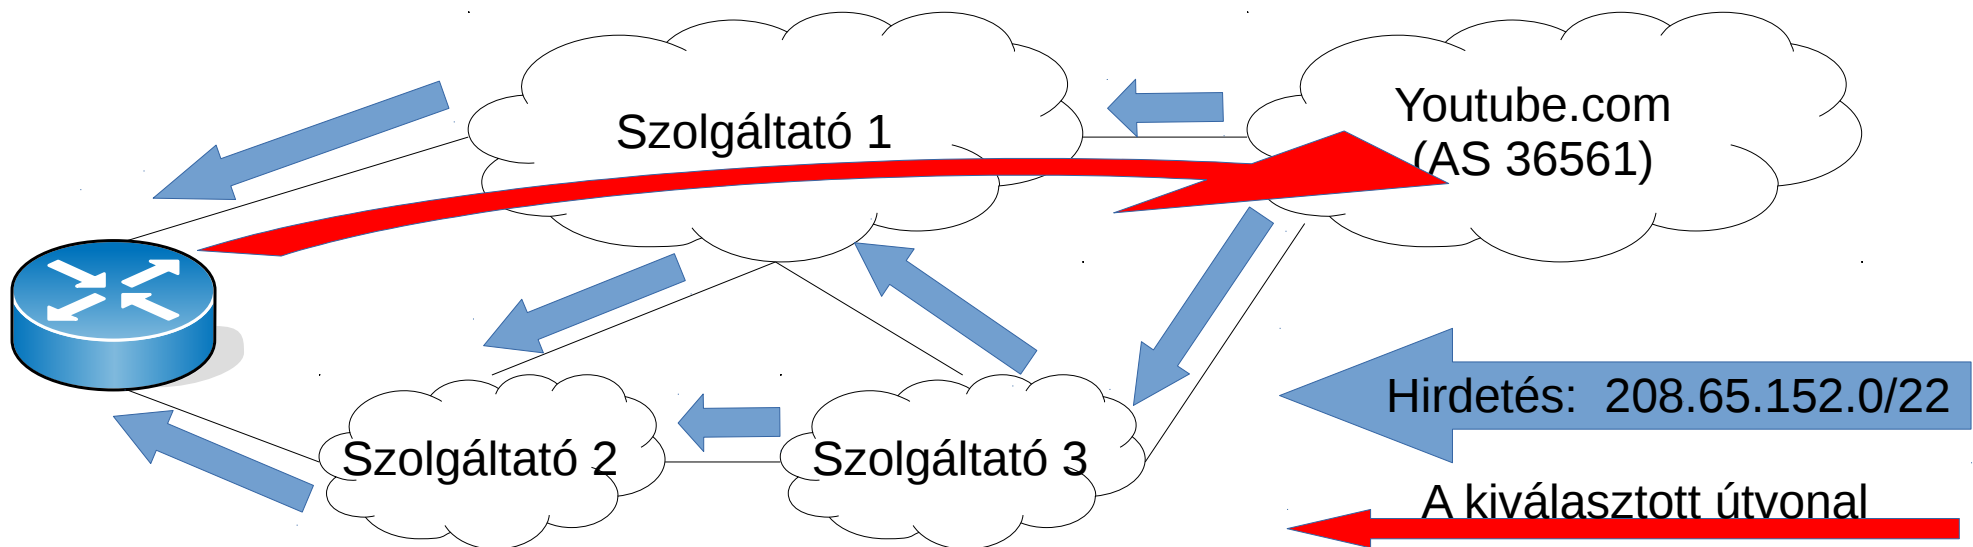 Youtube.com
(AS 36561)
Szolgáltató 1
Hirdetés: 208.65.152.0/22
Szolgáltató 2
Szolgáltató 3
A kiválasztott útvonal